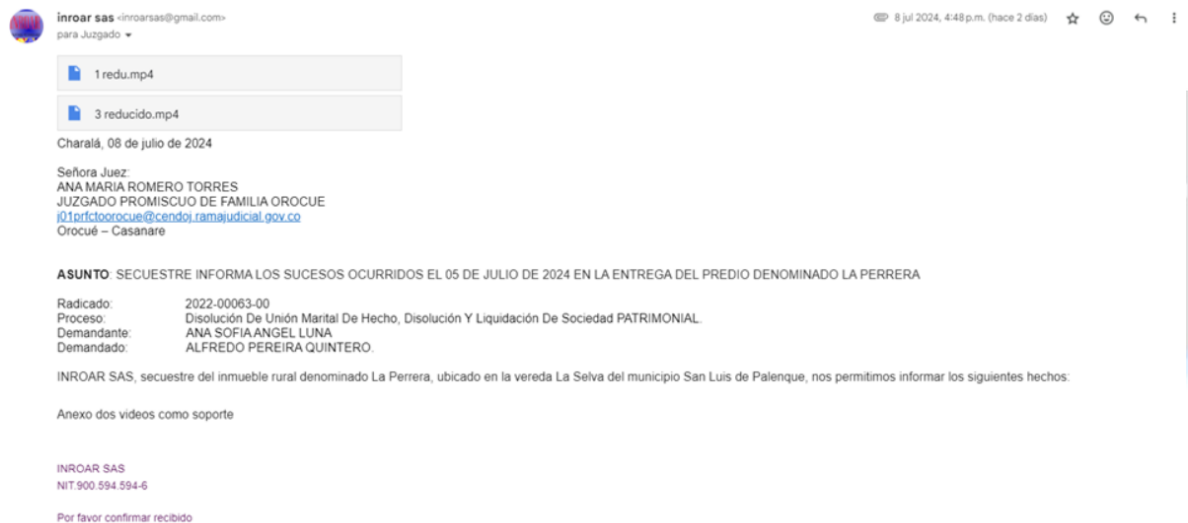 inroar sas <inroarsas@gmail.com>
8 jul 2024, 4:48 p.m. (hace 2 días)
para Juzgado
1 redu.mp4
3 reducido.mp4
Charalá, 08 de julio de 2024
Señora Juez:
ANA MARIA ROMERO TORRES
JUZGADO PROMISCUO DE FAMILIA OROCUE
j01prfctoorocue@cendoj.ramajudicial.gov.co
Orocué – Casanare
ASUNTO: SECUESTRE INFORMA LOS SUCESOS OCURRIDOS EL 05 DE JULIO DE 2024 EN LA ENTREGA DEL PREDIO DENOMINADO LA PERRERA
Radicado: 2022-00063-00
Proceso: Disolución De Unión Marital De Hecho, Disolución Y Liquidación De Sociedad PATRIMONIAL.
Demandante: ANA SOFIA ANGEL LUNA
Demandado: ALFREDO PEREIRA QUINTERO.
INROAR SAS, secuestre del inmueble rural denominado La Perrera, ubicado en la vereda La Selva del municipio San Luis de Palenque, nos permitimos informar los siguientes hechos:
Anexo dos videos como soporte
INROAR SAS
NIT.900.594.594-6
Por favor confirmar recibido